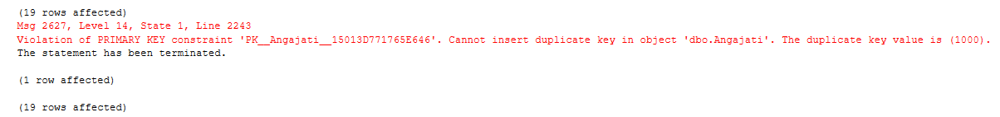 (19 rows affected)
Msg 2627, Level 14, State 1, Line 2243
Violation of PRIMARY KEY constraint 'PK__Angajati__15013D771765E646'. Cannot insert duplicate key in object 'dbo.Angajati'. The duplicate key value is (1000).
The statement has been terminated.
(1 row affected)
(19 rows affected)